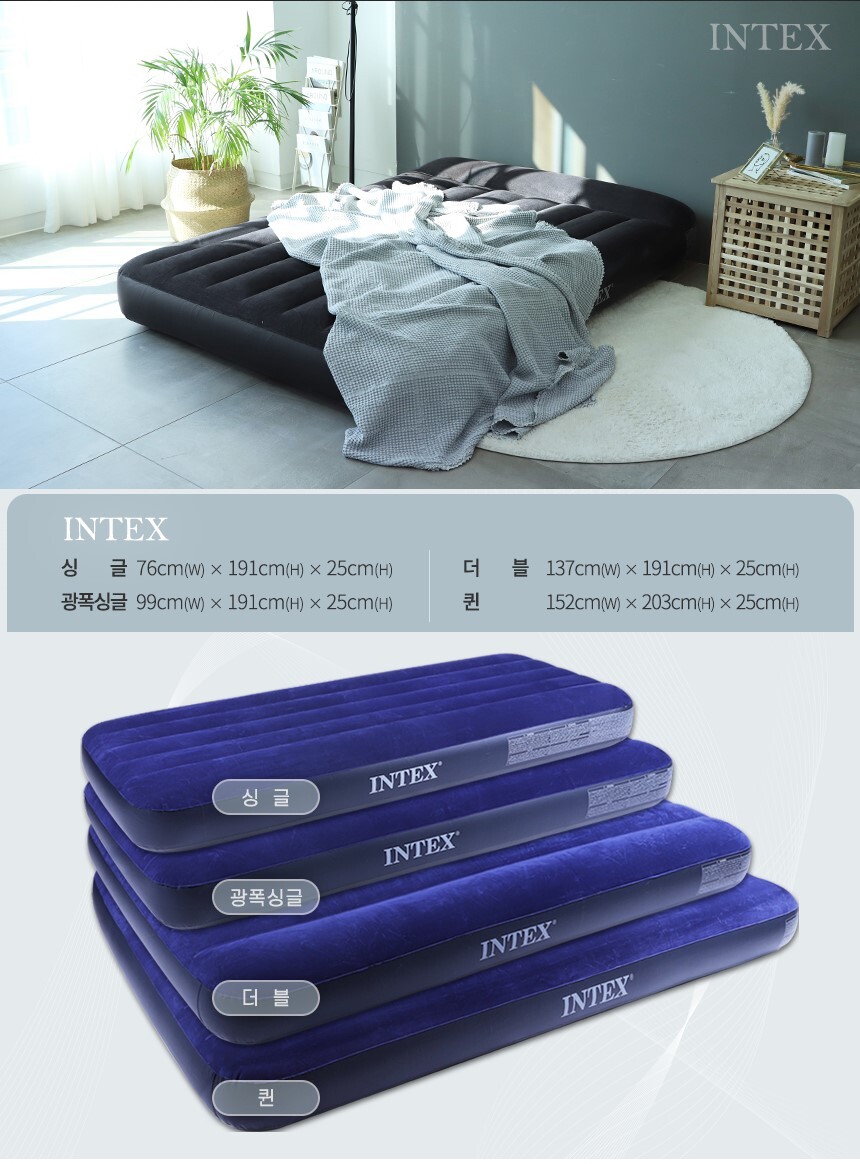 INTEX
INTEX
싱 글 76cm(W) × 191cm(H) × 25cm(H)
광폭싱글 99cm(W) × 191cm(H) × 25cm(H)
더 블 137cm(W) × 191cm(H) × 25cm(H)
퀸 152cm(W) × 203cm(H) × 25cm(H)
INTEX®
싱 글
INTEX®
광폭싱글
INTEX®
더 블
INTEX®
퀸